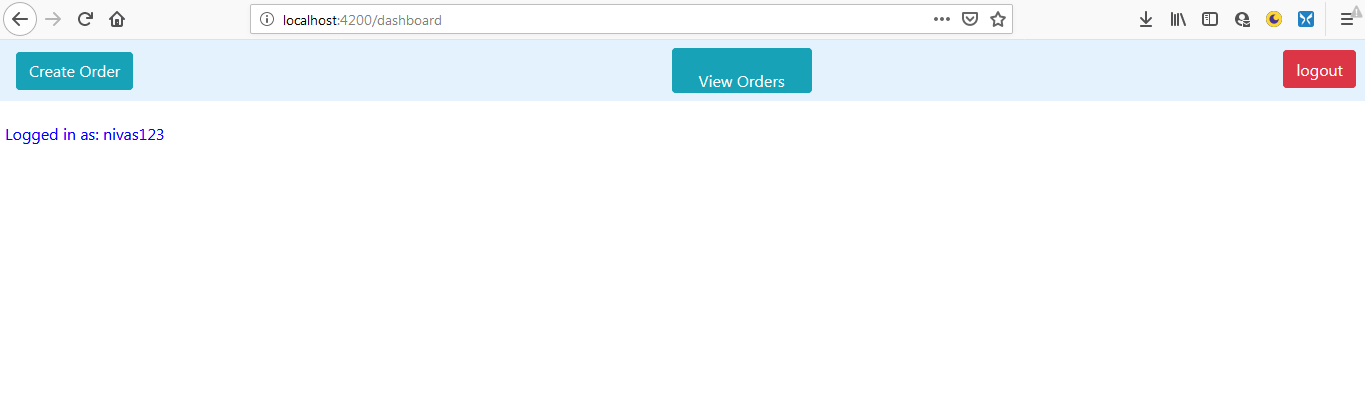 localhost:4200/dashboard
Create Order
View Orders
logout
Logged in as: nivas123